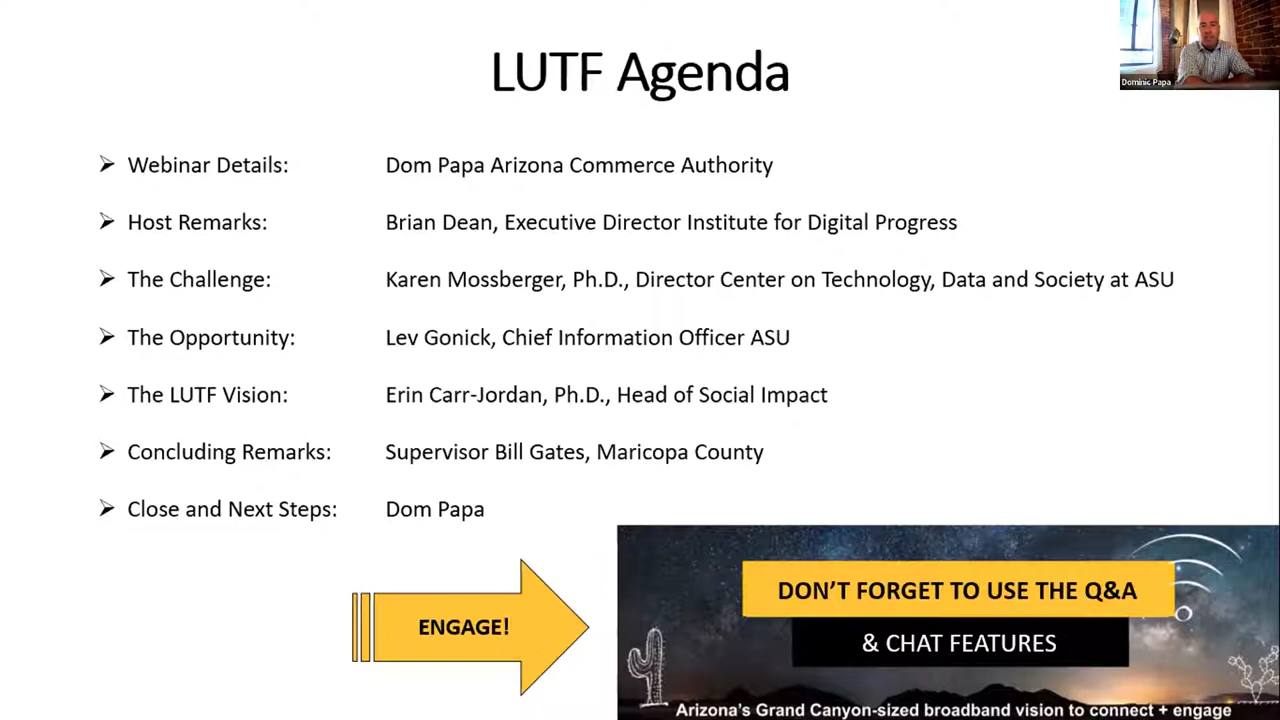 LUTF Agenda
Dominic Papa
Webinar Details: Dom Papa Arizona Commerce Authority
Host Remarks: Brian Dean, Executive Director Institute for Digital Progress
The Challenge: Karen Mossberger, Ph.D., Director Center on Technology, Data and Society at ASU
The Opportunity: Lev Gonick, Chief Information Officer ASU
The LUTF Vision: Erin Carr-Jordan, Ph.D., Head of Social Impact
Concluding Remarks: Supervisor Bill Gates, Maricopa County
Close and Next Steps: Dom Papa
ENGAGE!
DON'T FORGET TO USE THE Q&A
& CHAT FEATURES
Arizona's Grand Canyon-sized broadband vision to connect + engage